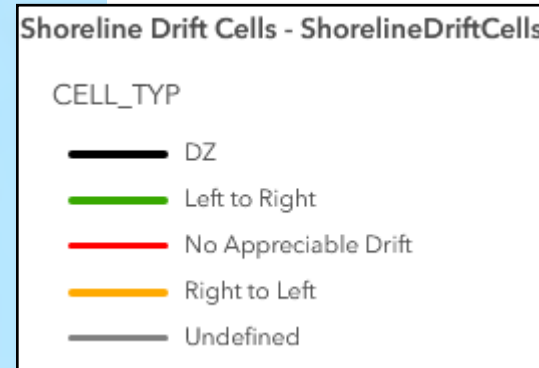 Shoreline Drift Cells - ShorelineDriftCells
CELL_TYP
DZ
Left to Right
No Appreciable Drift
Right to Left
Undefined